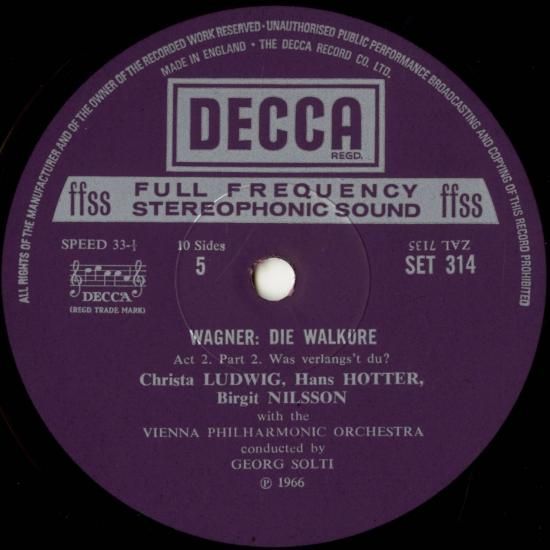 ALL RIGHTS OF THE MANUFACTURER AND OF THE OWNER OF THE RECORDED WORK RESERVED · UNAUTHORISED PUBLIC PERFORMANCE BROADCASTING AND COPYING OF THIS RECORD PROHIBITED
MADE IN ENGLAND · THE DECCA RECORD CO. LTD.
DECCA
REGD.
ffss FULL FREQUENCY STEREOPHONIC SOUND ffss
SPEED 33-⅓ 10 Sides ZAL 7135
5 SET 314
DECCA
(REGD TRADE MARK)
WAGNER: DIE WALKÜRE
Act 2. Part 2. Was verlangs't du?
Christa LUDWIG, Hans HOTTER,
Birgit NILSSON
with the
VIENNA PHILHARMONIC ORCHESTRA
conducted by
GEORG SOLTI
℗ 1966